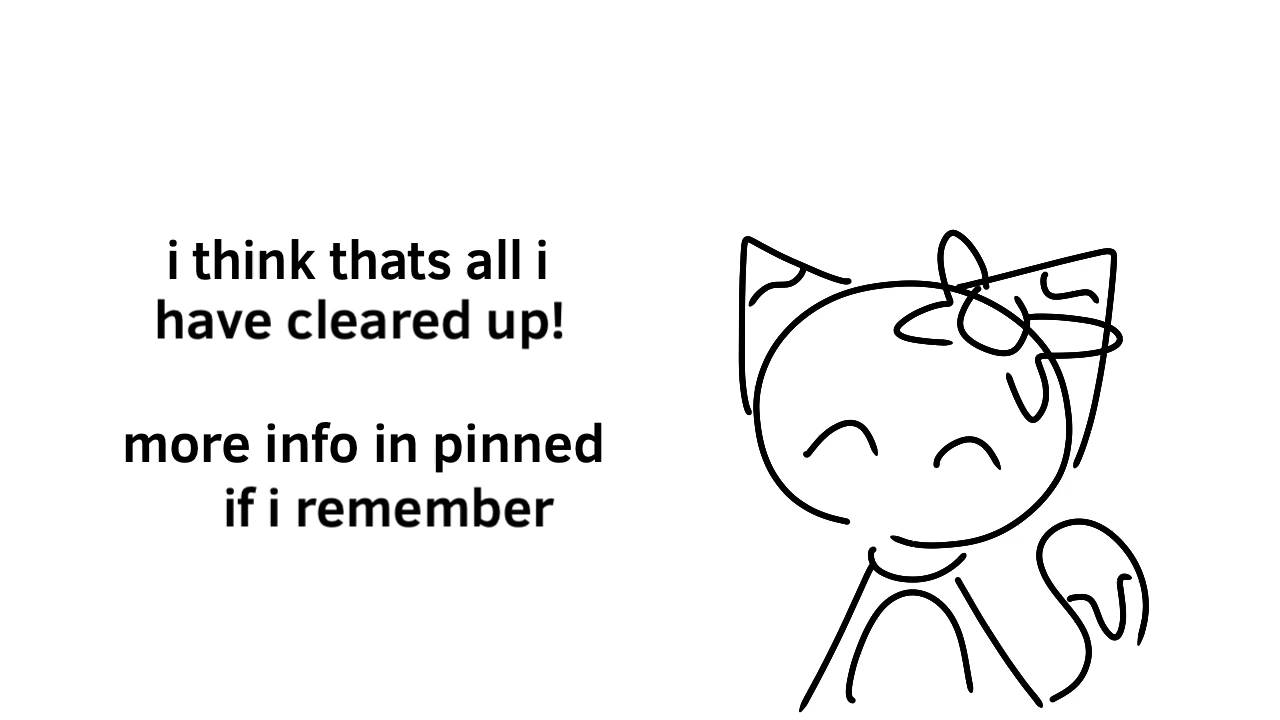 i think thats all i
have cleared up!
more info in pinned
if i remember